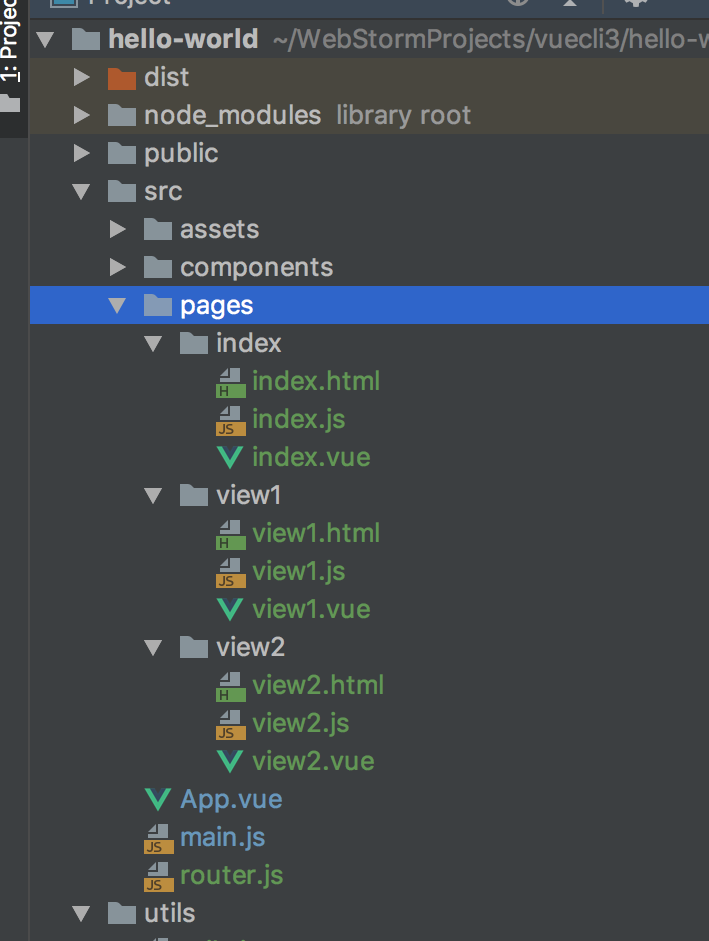 Project
1: Project
hello-world ~/WebStormProjects/vuecli3/hello-w
dist
node_modules library root
public
src
assets
components
pages
index
H index.html
JS index.js
index.vue
view1
H view1.html
JS view1.js
view1.vue
view2
H view2.html
JS view2.js
view2.vue
App.vue
JS main.js
JS router.js
utils